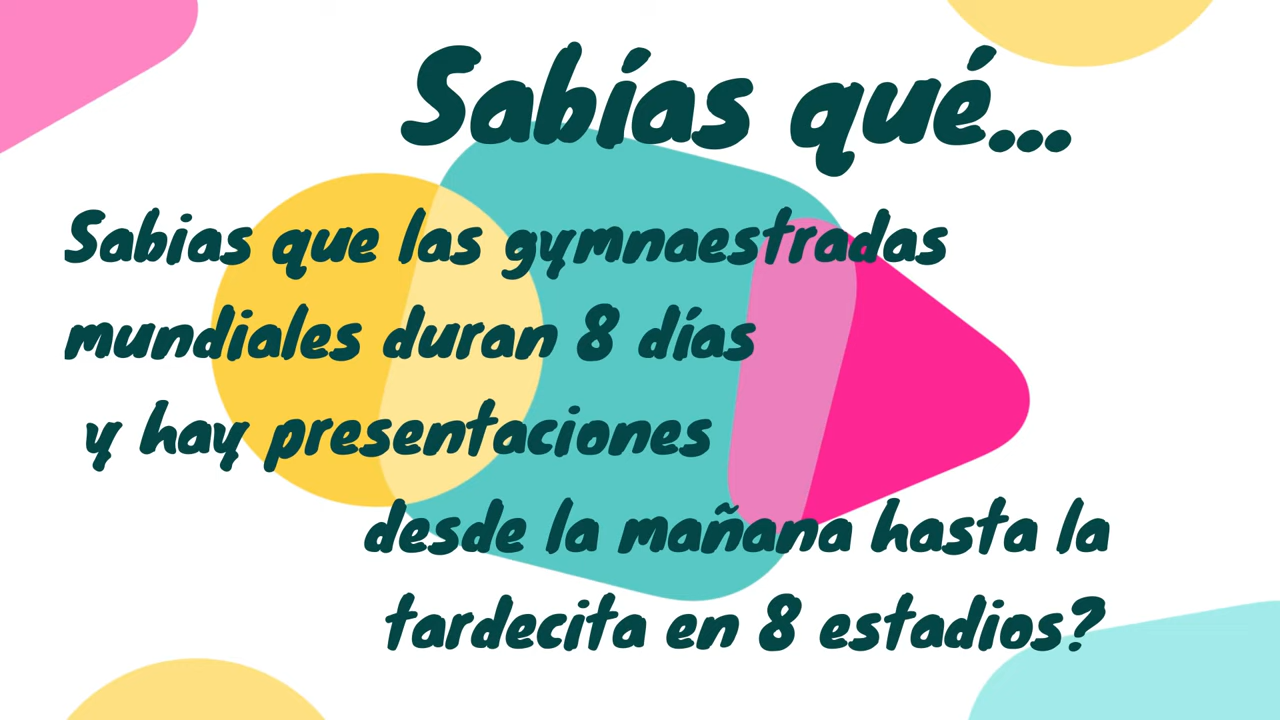 Sabías qué...
Sabias que las gymnaestradas
mundiales duran 8 días
y hay presentaciones
desde la mañana hasta la
tardecita en 8 estadios?